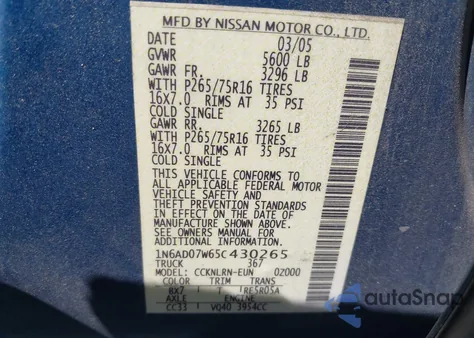 MFD BY NISSAN MOTOR CO., LTD.
DATE 03/05
GVWR 5600 LB
GAWR FR. 3296 LB
WITH P265/75R16 TIRES
16X7.0 RIMS AT 35 PSI
COLD SINGLE
GAWR RR. 3265 LB
WITH P265/75R16 TIRES
16X7.0 RIMS AT 35 PSI
COLD SINGLE
THIS VEHICLE CONFORMS TO
ALL APPLICABLE FEDERAL MOTOR
VEHICLE SAFETY AND
THEFT PREVENTION STANDARDS
IN EFFECT ON THE DATE OF
MANUFACTURE SHOWN ABOVE.
ADDITIONAL INFORMATION.
1N6AD07W65C430265
TRUCK 367
MODEL: CCKNLRN-EUN 02000
COLOR TRIM TRANS
BX7 T RE5R05A
AXLE ENGINE
CC33 VQ40 3954CC
autoSnap